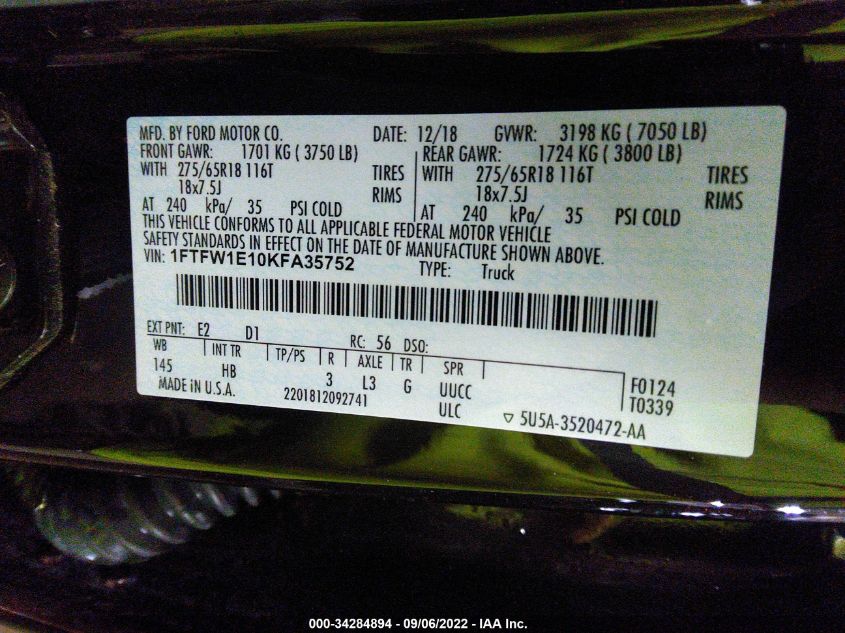 MFD. BY FORD MOTOR CO. DATE: 12/18 GVWR: 3198 KG ( 7050 LB)
FRONT GAWR: 1701 KG ( 3750 LB) REAR GAWR: 1724 KG ( 3800 LB)
WITH 275/65R18 116T TIRES WITH 275/65R18 116T TIRES
18x7.5J RIMS 18x7.5J RIMS
AT 240 kPa/ 35 PSI COLD AT 240 kPa/ 35 PSI COLD
THIS VEHICLE CONFORMS TO ALL APPLICABLE FEDERAL MOTOR VEHICLE
SAFETY STANDARDS IN EFFECT ON THE DATE OF MANUFACTURE SHOWN ABOVE.
VIN: 1FTFW1E10KFA35752 TYPE: Truck
EXT PNT: E2 D1 RC: 56 DSO:
WB INT TR TP/PS R AXLE TR SPR
145 HB 3 L3 G UUCC F0124
MADE IN U.S.A. 2201812092741 ULC T0339
▽ 5U5A-3520472-AA
000-34284894 - 09/06/2022 - IAA Inc.